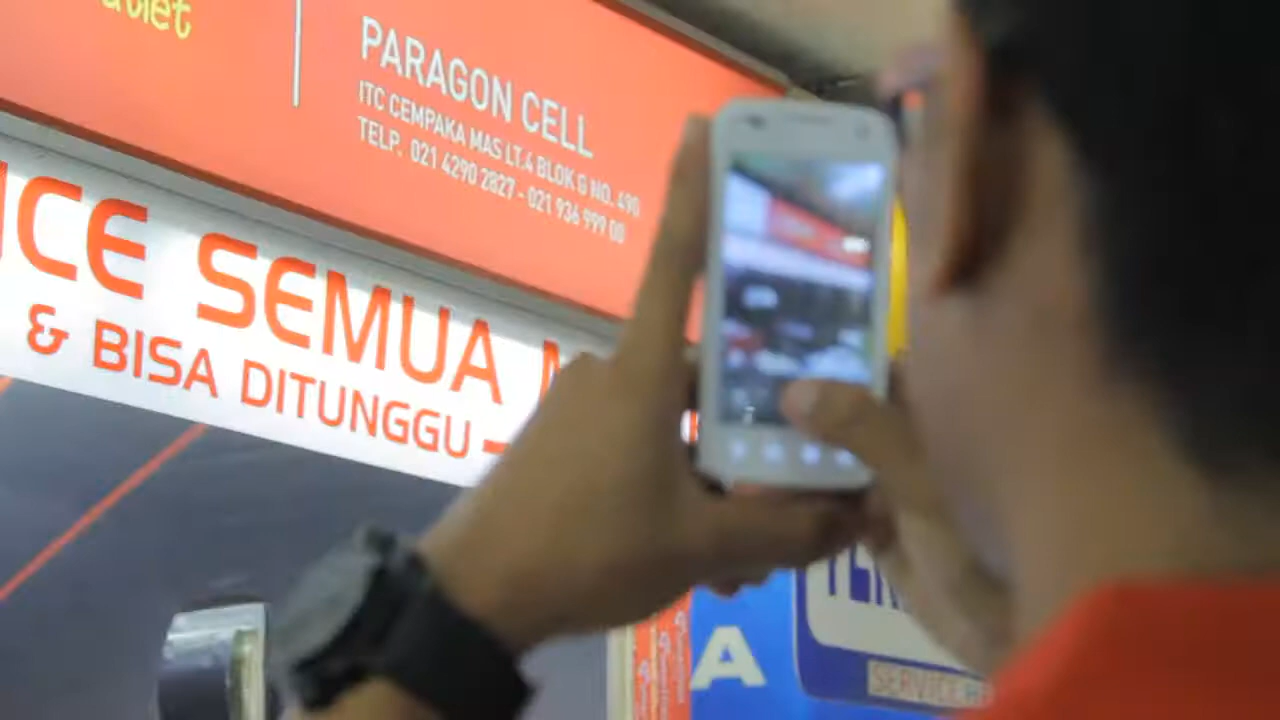 PARAGON CELL
ITC CEMPAKA MAS LT.4 BLOK G NO. 490
TELP. 021 4290 2827 - 021 936 999 00
SEMUA
& BISA DITUNGGU
A
SERVICE